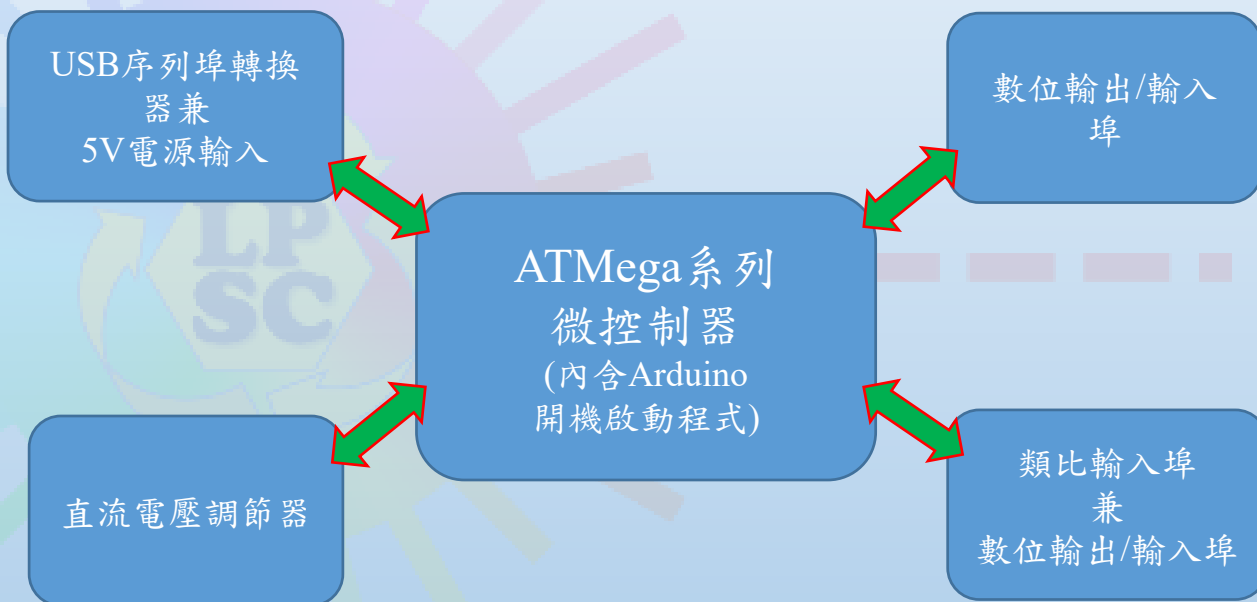 USB序列埠轉換
器兼
5V電源輸入
數位輸出/輸入
埠
LP
SC
ATMega系列
微控制器
(內含Arduino
開機啟動程式)
直流電壓調節器
類比輸入埠
兼
數位輸出/輸入埠